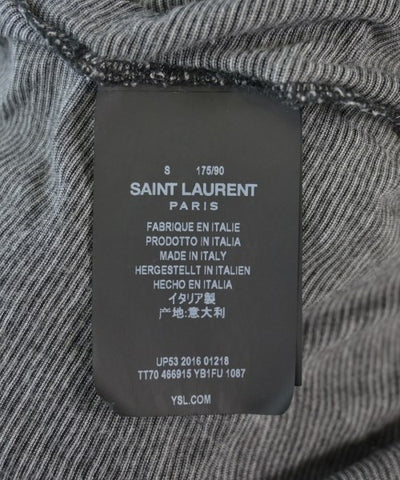 S 175/90
SAINT LAURENT
PARIS
FABRIQUE EN ITALIE
PRODOTTO IN ITALIA
MADE IN ITALY
HERGESTELLT IN ITALIEN
HECHO EN ITALIA
イタリア製
产地:意大利
UP53 2016 01218
TT70 466915 YB1FU 1087
YSL.COM